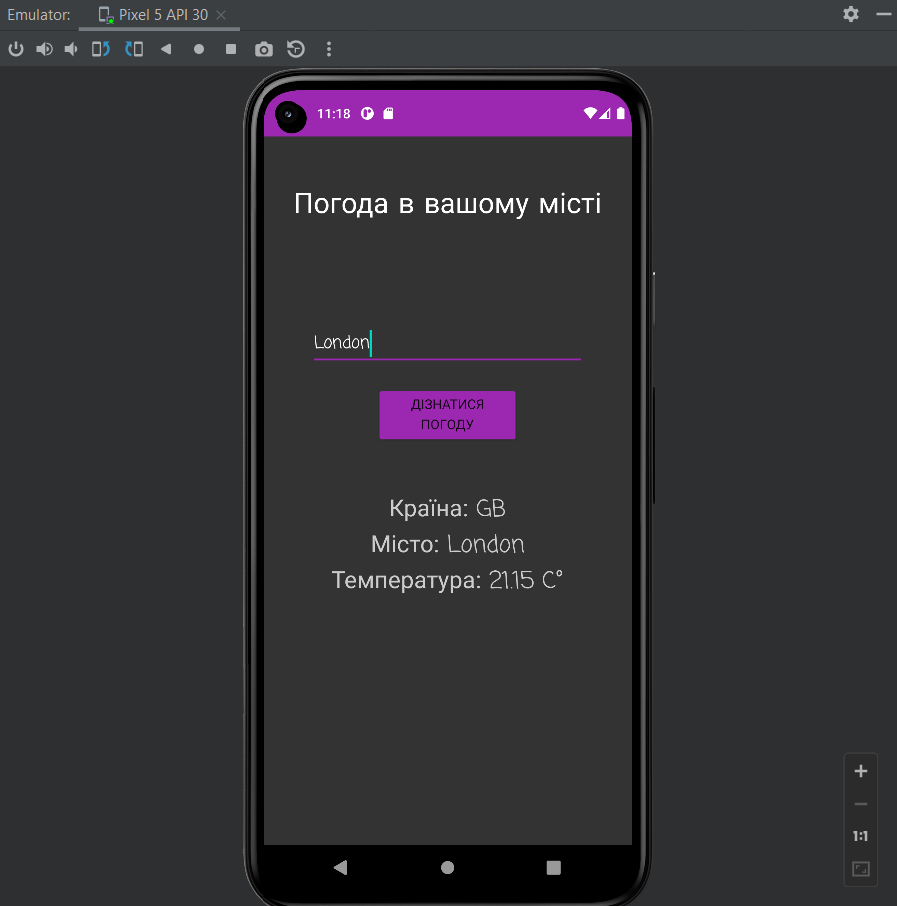 Emulator: Pixel 5 API 30
11:18
Погода в вашому місті
London
ДІЗНАТИСЯ
ПОГОДУ
Країна: GB
Місто: London
Температура: 21.15 C°
1:1